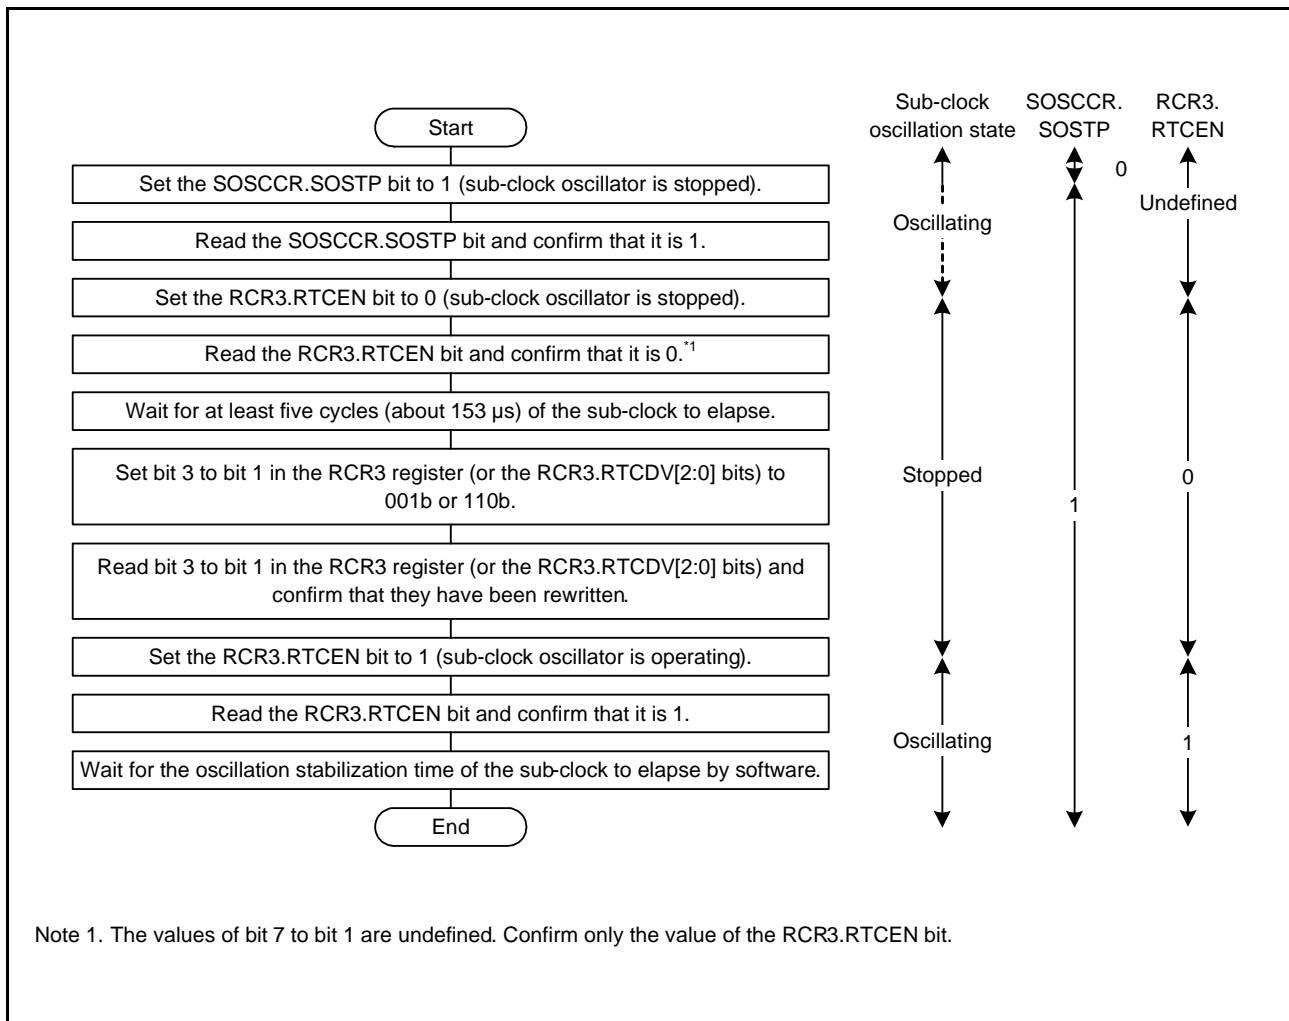 Sub-clock
oscillation state
SOSCCR.
SOSTP
RCR3.
RTCEN
Start
Set the SOSCCR.SOSTP bit to 1 (sub-clock oscillator is stopped).
Read the SOSCCR.SOSTP bit and confirm that it is 1.
Set the RCR3.RTCEN bit to 0 (sub-clock oscillator is stopped).
Read the RCR3.RTCEN bit and confirm that it is 0.*1
Wait for at least five cycles (about 153 µs) of the sub-clock to elapse.
Set bit 3 to bit 1 in the RCR3 register (or the RCR3.RTCDV[2:0] bits) to
001b or 110b.
Read bit 3 to bit 1 in the RCR3 register (or the RCR3.RTCDV[2:0] bits) and
confirm that they have been rewritten.
Set the RCR3.RTCEN bit to 1 (sub-clock oscillator is operating).
Read the RCR3.RTCEN bit and confirm that it is 1.
Wait for the oscillation stabilization time of the sub-clock to elapse by software.
End
Oscillating
Stopped
Oscillating
0
1
Undefined
0
1
Note 1. The values of bit 7 to bit 1 are undefined. Confirm only the value of the RCR3.RTCEN bit.